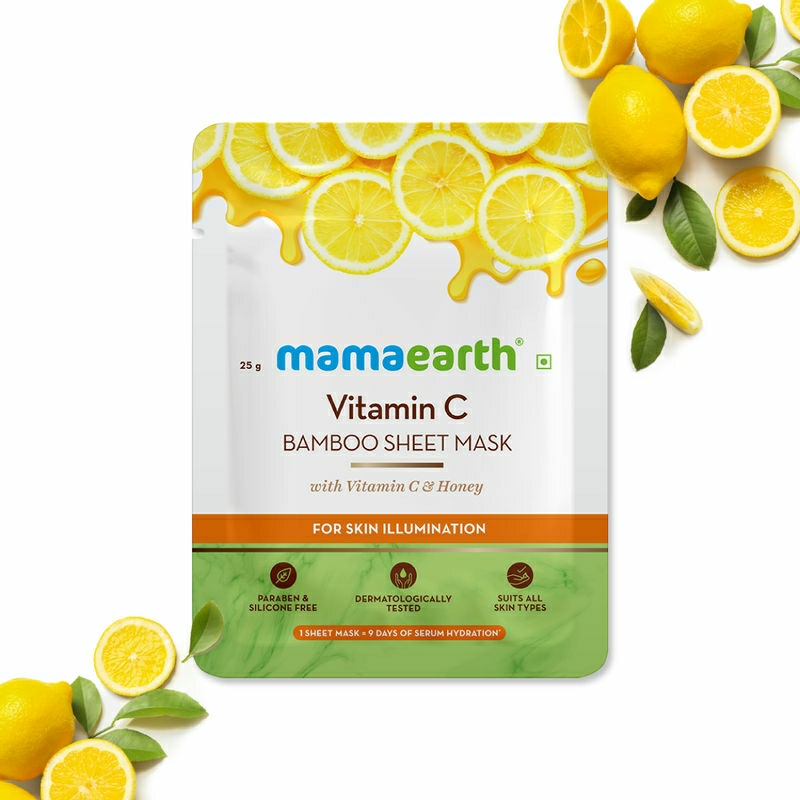 25 g mamaearth®
Vitamin C
BAMBOO SHEET MASK
with Vitamin C & Honey
FOR SKIN ILLUMINATION
PARABEN &
SILICONE FREE
DERMATOLOGICALLY
TESTED
SUITS ALL
SKIN TYPES
1 SHEET MASK = 9 DAYS OF SERUM HYDRATION*